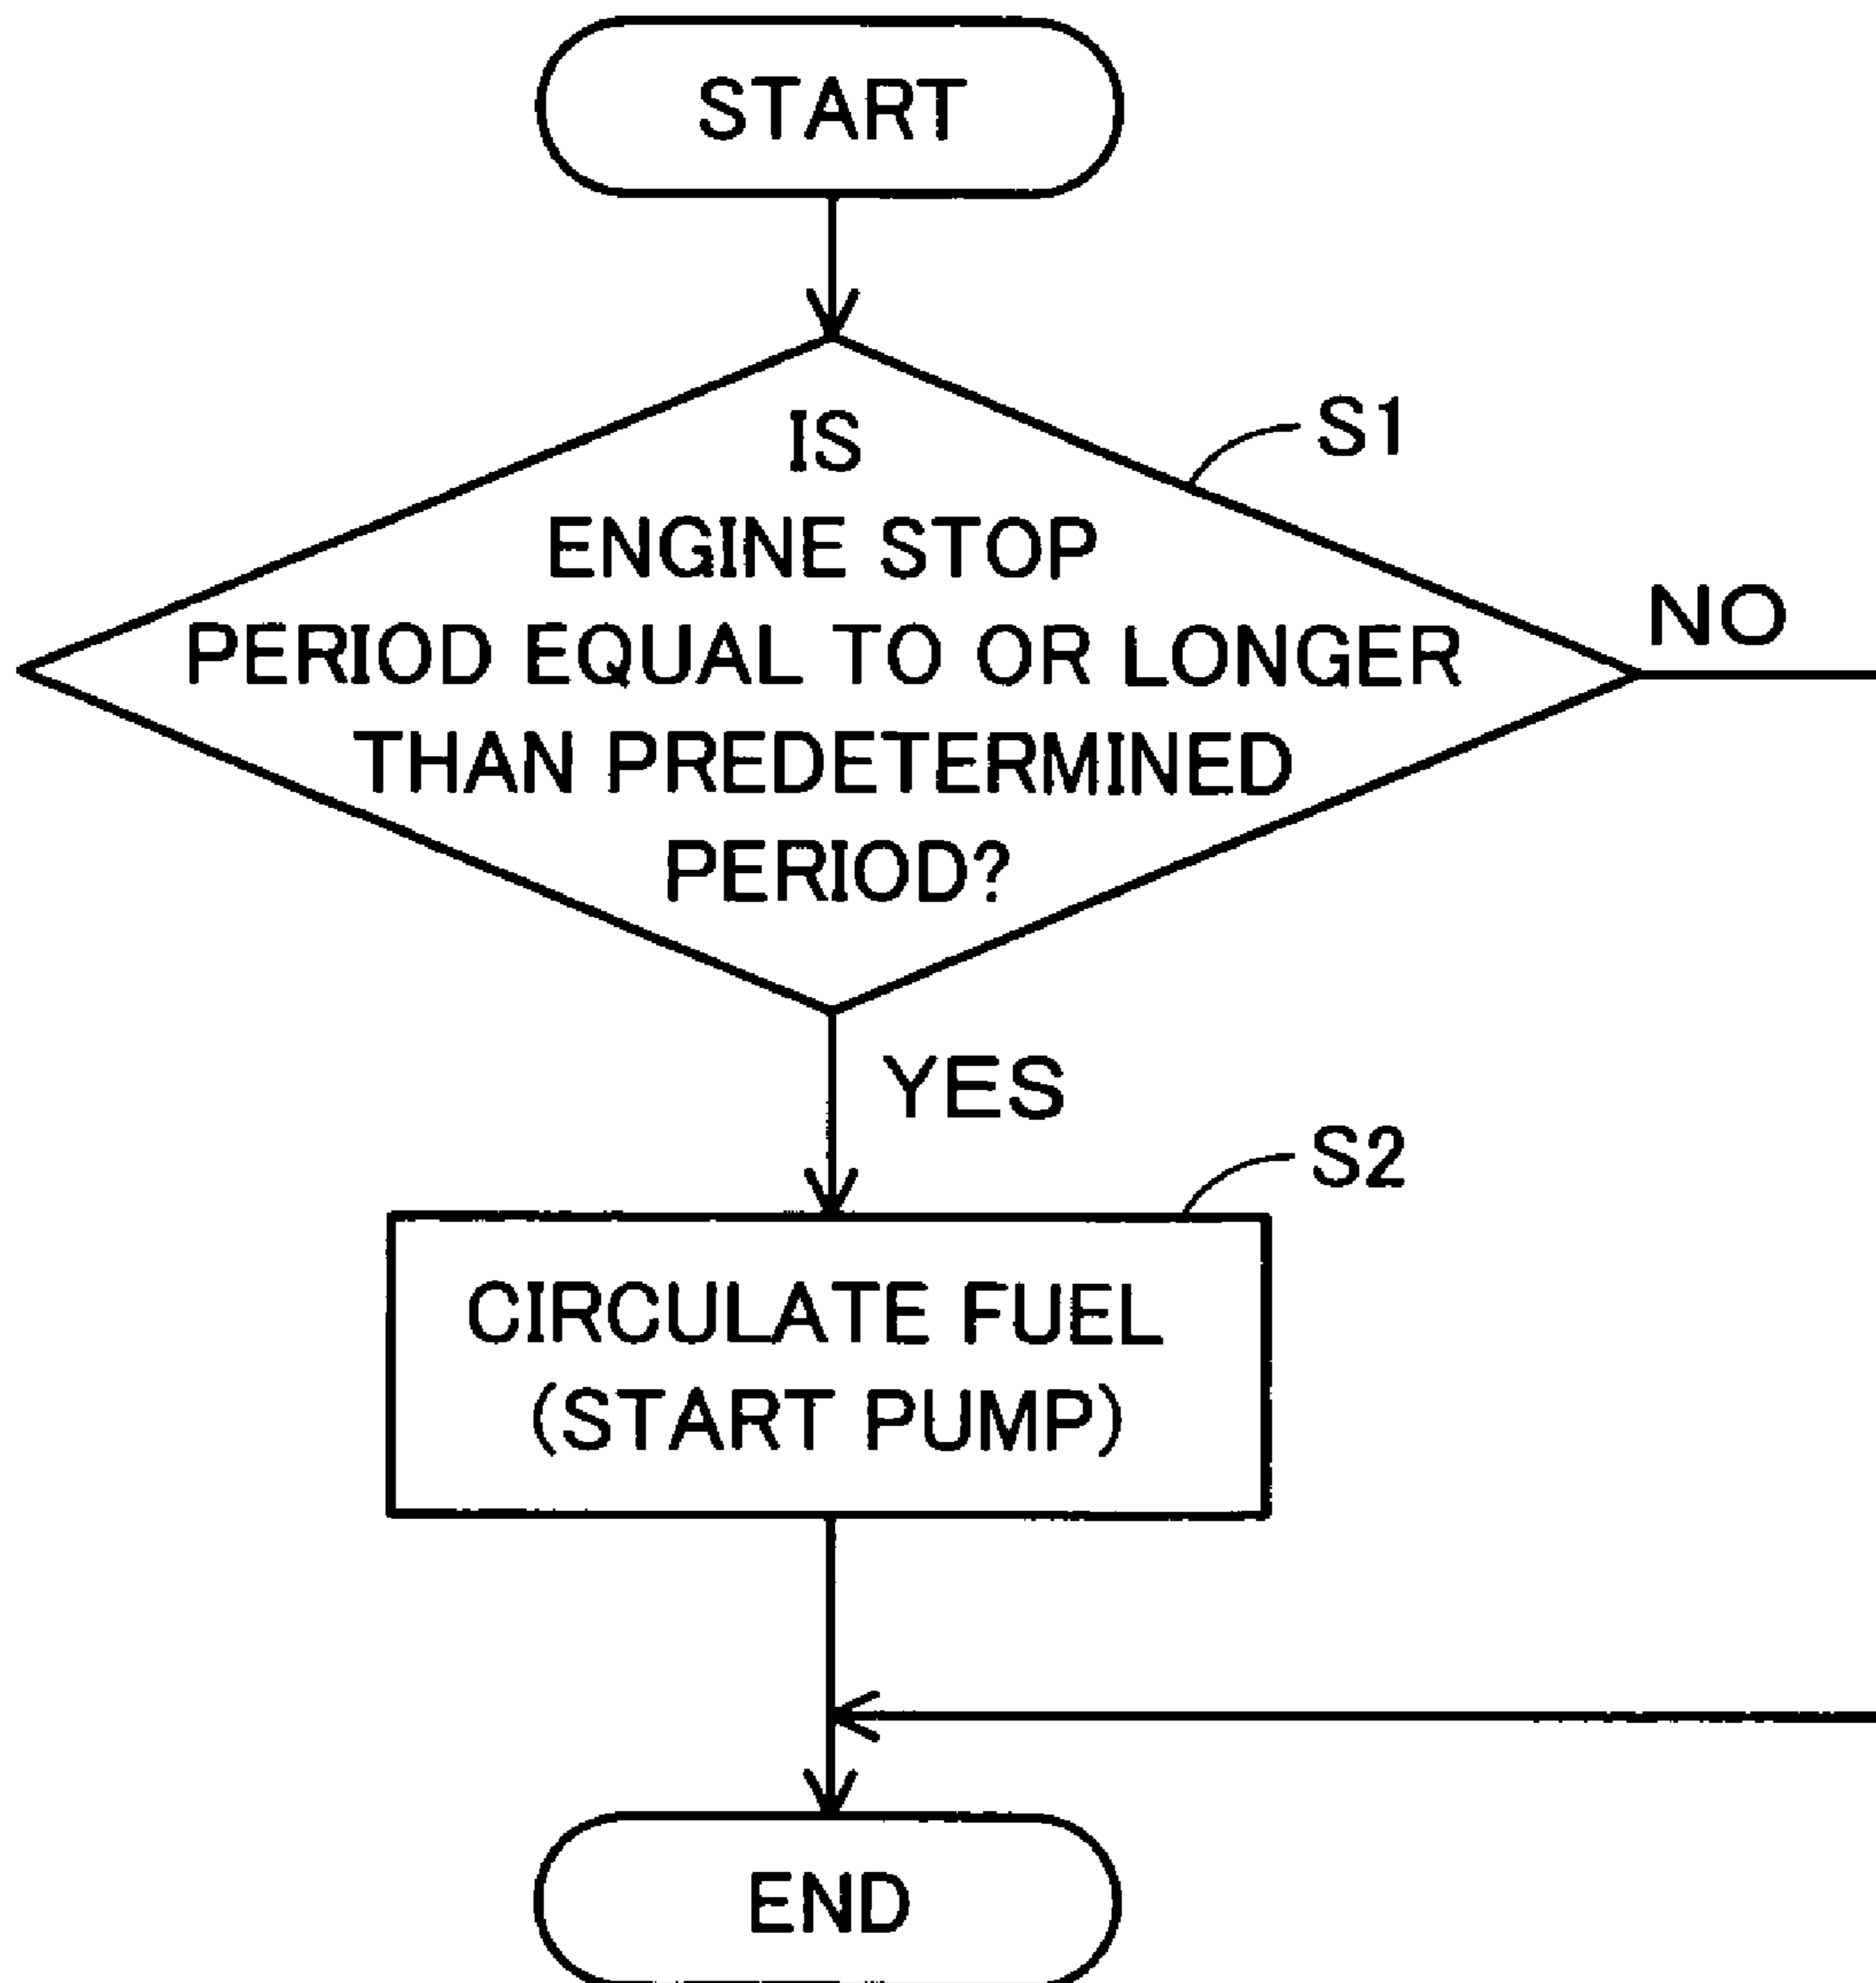 START
IS
S1
ENGINE STOP
NO
PERIOD EQUAL TO OR LONGER
THAN PREDETERMINED
PERIOD?
YES
S2
CIRCULATE FUEL
(START PUMP)
END